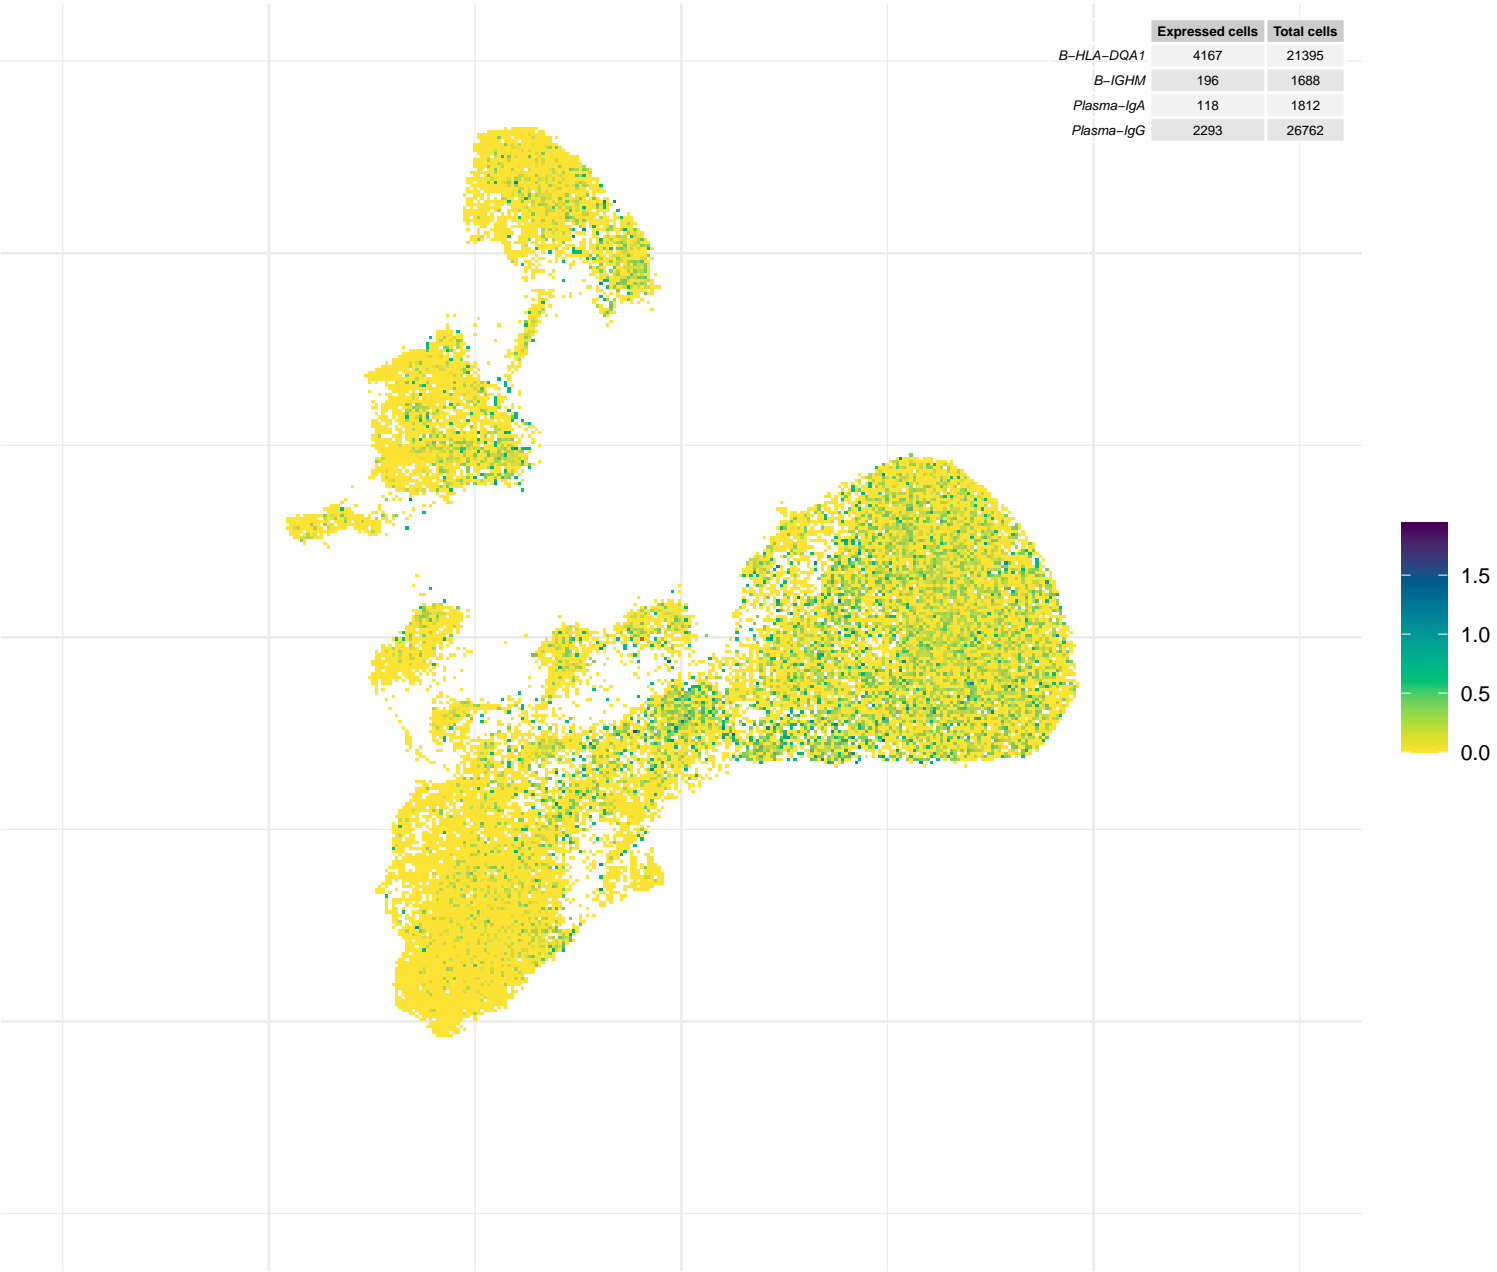 Expressed cells Total cells
B−HLA−DQA1 4167 21395
B−IGHM 196 1688
Plasma−IgA 118 1812
Plasma−IgG 2293 26762
1.5
1.0
0.5
0.0